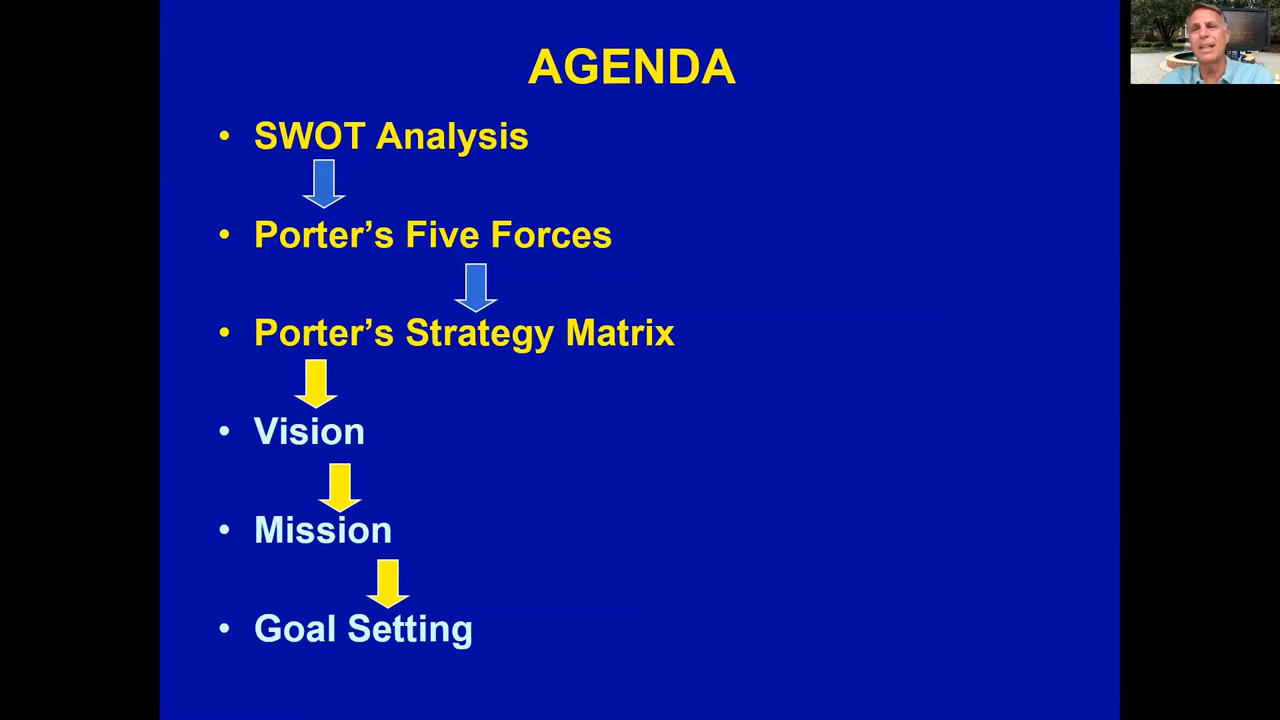 AGENDA
• SWOT Analysis
• Porter’s Five Forces
• Porter’s Strategy Matrix
• Vision
• Mission
• Goal Setting